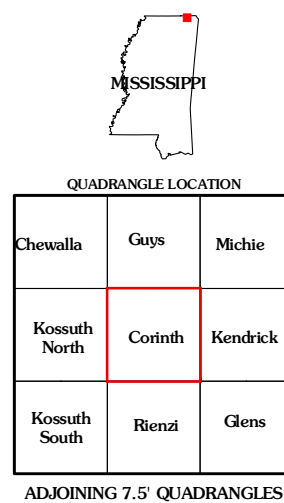 MISSISSIPPI
QUADRANGLE LOCATION
Chewalla
Guys
Michie
Kossuth
North
Corinth
Kendrick
Kossuth
South
Rienzi
Glens
ADJOINING 7.5' QUADRANGLES